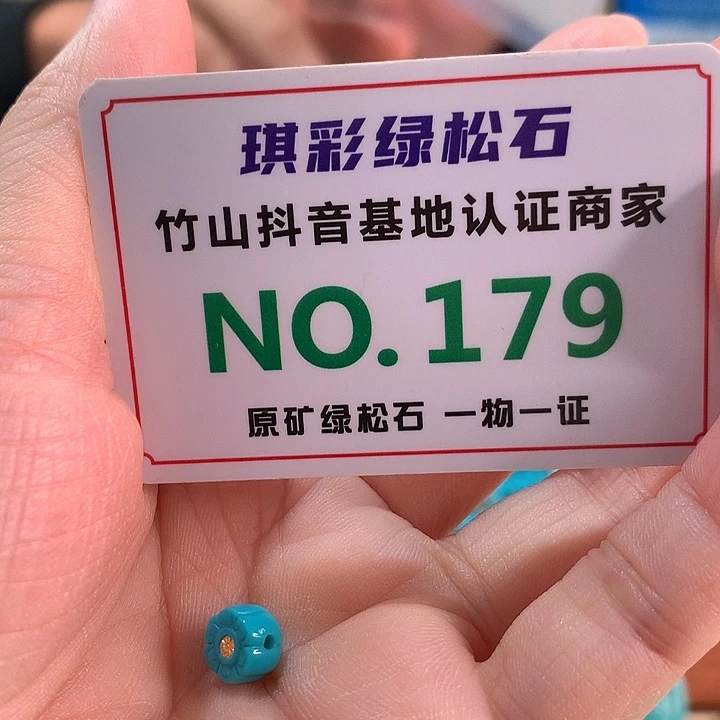 琪彩绿松石
竹山抖音基地认证商家
NO.179
原矿绿松石 一物一证